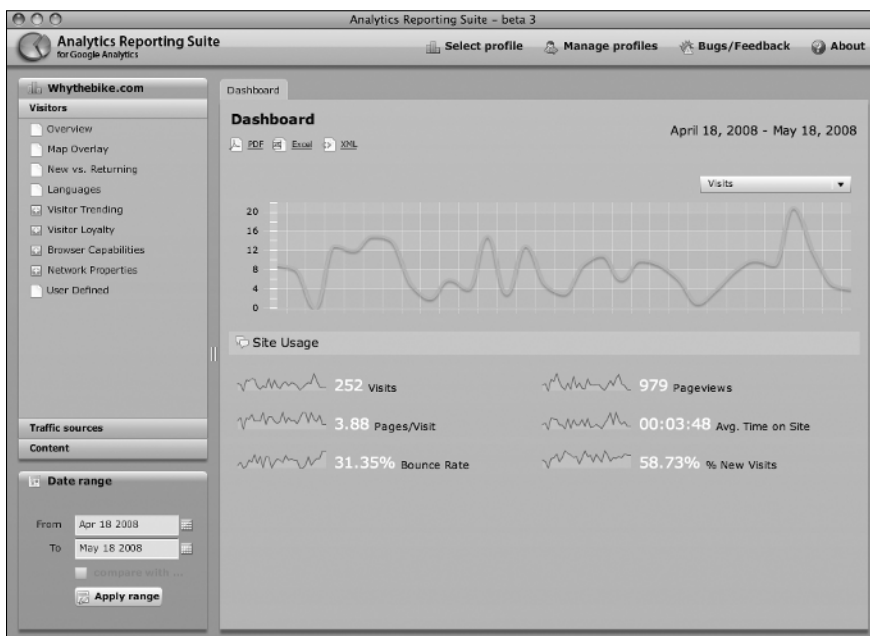 Analytics Reporting Suite – beta 3
Analytics Reporting Suite
for Google Analytics
Select profile
Manage profiles
Bugs/Feedback
About
Whythebike.com
Visitors
Overview
Map Overlay
New vs. Returning
Languages
Visitor Trending
Visitor Loyalty
Browser Capabilities
Network Properties
User Defined
Traffic sources
Content
Date range
From Apr 18 2008
To May 18 2008
compare with ...
Apply range
Dashboard
Dashboard
PDF Excel XML
April 18, 2008 - May 18, 2008
Visits
20
16
12
8
4
0
Site Usage
252 Visits
979 Pageviews
3.88 Pages/Visit
00:03:48 Avg. Time on Site
31.35% Bounce Rate
58.73% % New Visits